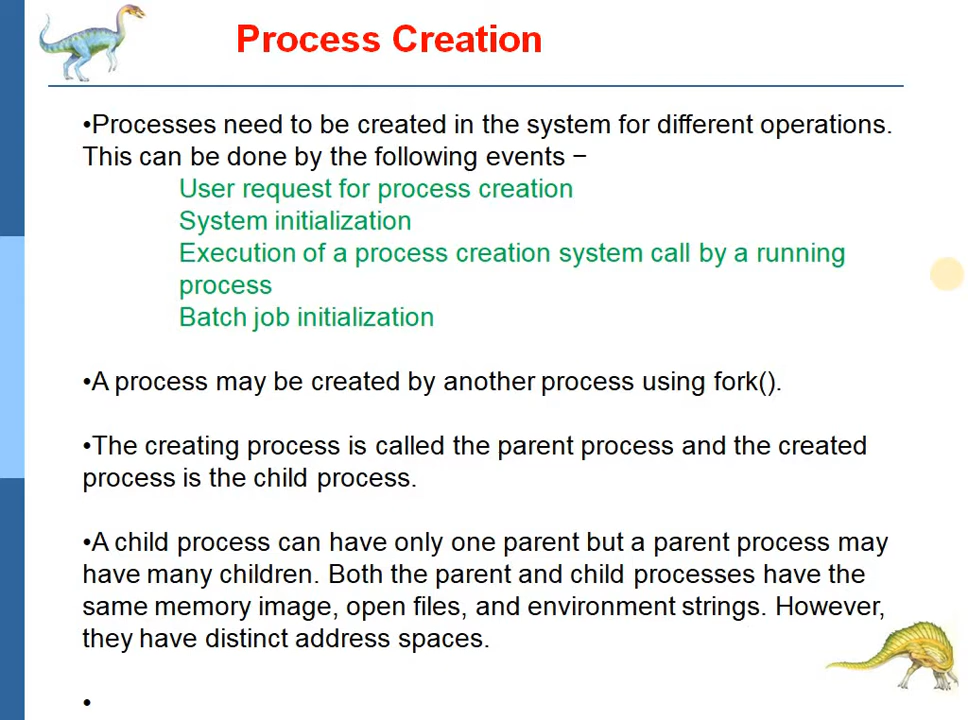 Process Creation
•Processes need to be created in the system for different operations.
This can be done by the following events −
User request for process creation
System initialization
Execution of a process creation system call by a running
process
Batch job initialization
•A process may be created by another process using fork().
•The creating process is called the parent process and the created
process is the child process.
•A child process can have only one parent but a parent process may
have many children. Both the parent and child processes have the
same memory image, open files, and environment strings. However,
they have distinct address spaces.
•